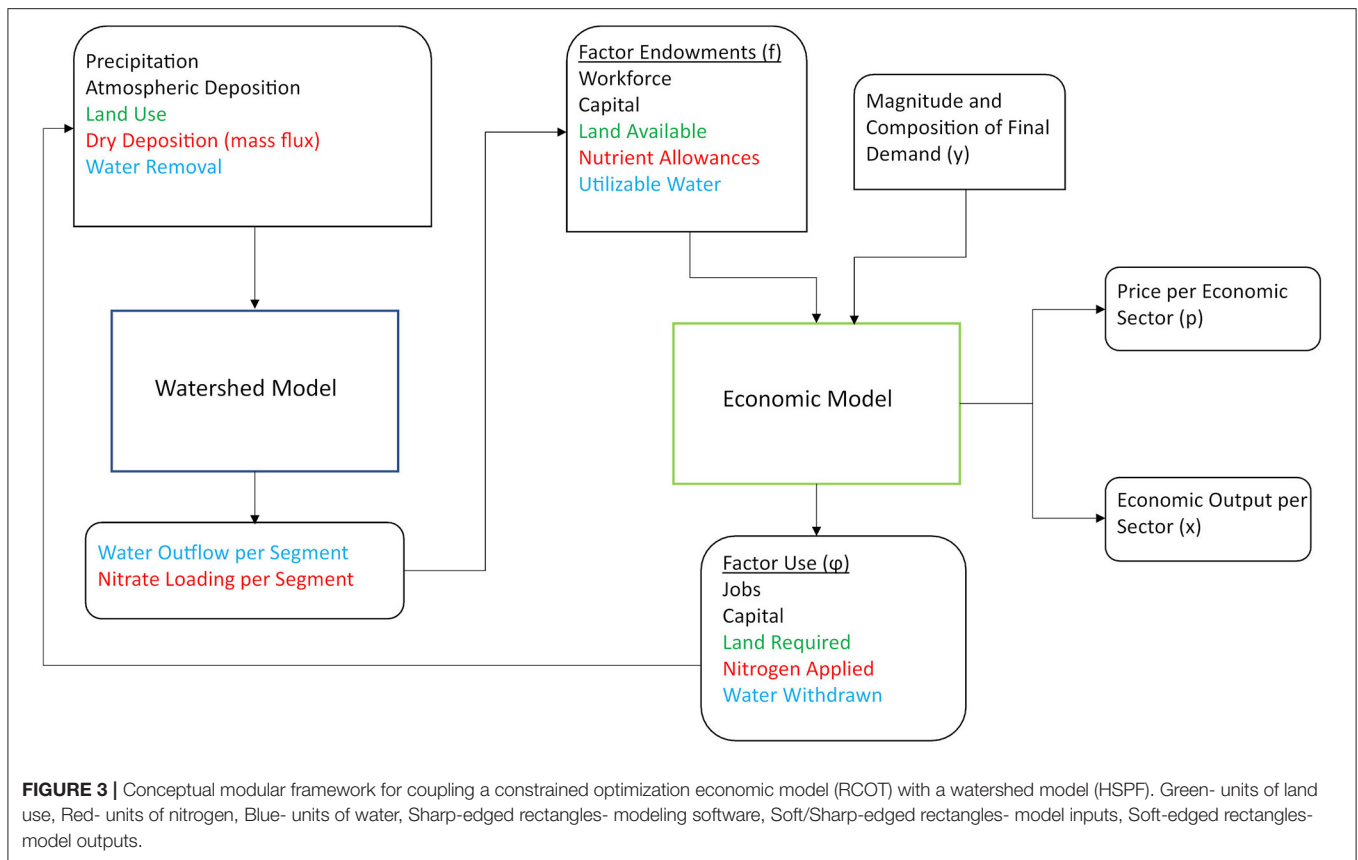 Precipitation
Atmospheric Deposition
Land Use
Dry Deposition (mass flux)
Water Removal
Factor Endowments (f)
Workforce
Capital
Land Available
Nutrient Allowances
Utilizable Water
Magnitude and
Composition of Final
Demand (y)
Watershed Model
Economic Model
Price per Economic
Sector (p)
Economic Output per
Sector (x)
Water Outflow per Segment
Nitrate Loading per Segment
Factor Use (φ)
Jobs
Capital
Land Required
Nitrogen Applied
Water Withdrawn
FIGURE 3 | Conceptual modular framework for coupling a constrained optimization economic model (RCOT) with a watershed model (HSPF). Green- units of land
use, Red- units of nitrogen, Blue- units of water, Sharp-edged rectangles- modeling software, Soft/Sharp-edged rectangles- model inputs, Soft-edged rectangles-
model outputs.